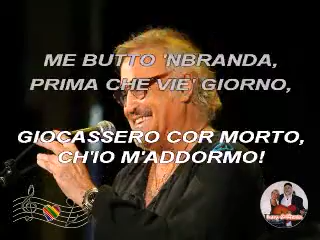 ME BUTTO 'NBRANDA,
PRIMA CHE VIE' GIORNO,
GIOCASSERO COR MORTO,
CH'IO M'ADDORMO!